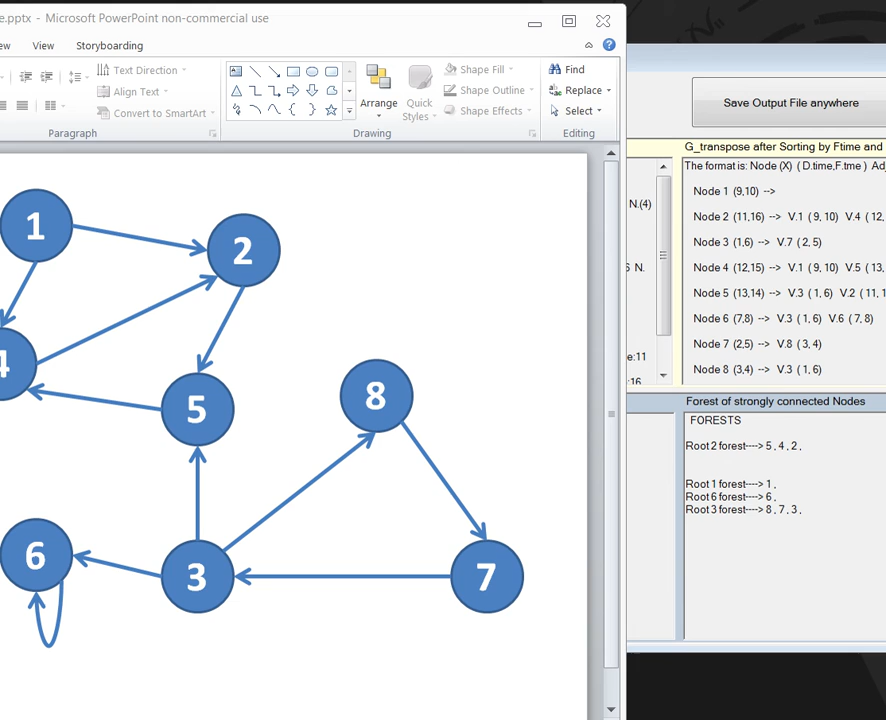 e.pptx - Microsoft PowerPoint non-commercial use
ew View Storyboarding
Text Direction
Align Text
Convert to SmartArt
Paragraph
Arrange
Quick
Styles
Shape Fill
Shape Outline
Shape Effects
Drawing
Find
Replace
Select
Editing
1
2
4
5
8
6
3
7
Save Output File anywhere
G_transpose after Sorting by Ftime and
N.(4)
6 N.
e:11
:16
The format is: Node (X) ( D.time,F.tme ) Ad
Node 1 (9,10) -->
Node 2 (11,16) --> V.1 ( 9, 10) V.4 ( 12,
Node 3 (1,6) --> V.7 ( 2, 5)
Node 4 (12,15) --> V.1 ( 9, 10) V.5 ( 13,
Node 5 (13,14) --> V.3 ( 1, 6) V.2 ( 11, 1
Node 6 (7,8) --> V.3 ( 1, 6) V.6 ( 7, 8)
Node 7 (2,5) --> V.8 ( 3, 4)
Node 8 (3,4) --> V.3 ( 1, 6)
Forest of strongly connected Nodes
FORESTS
Root 2 forest----> 5 , 4 , 2 ,
Root 1 forest----> 1 ,
Root 6 forest----> 6 ,
Root 3 forest----> 8 , 7 , 3 ,